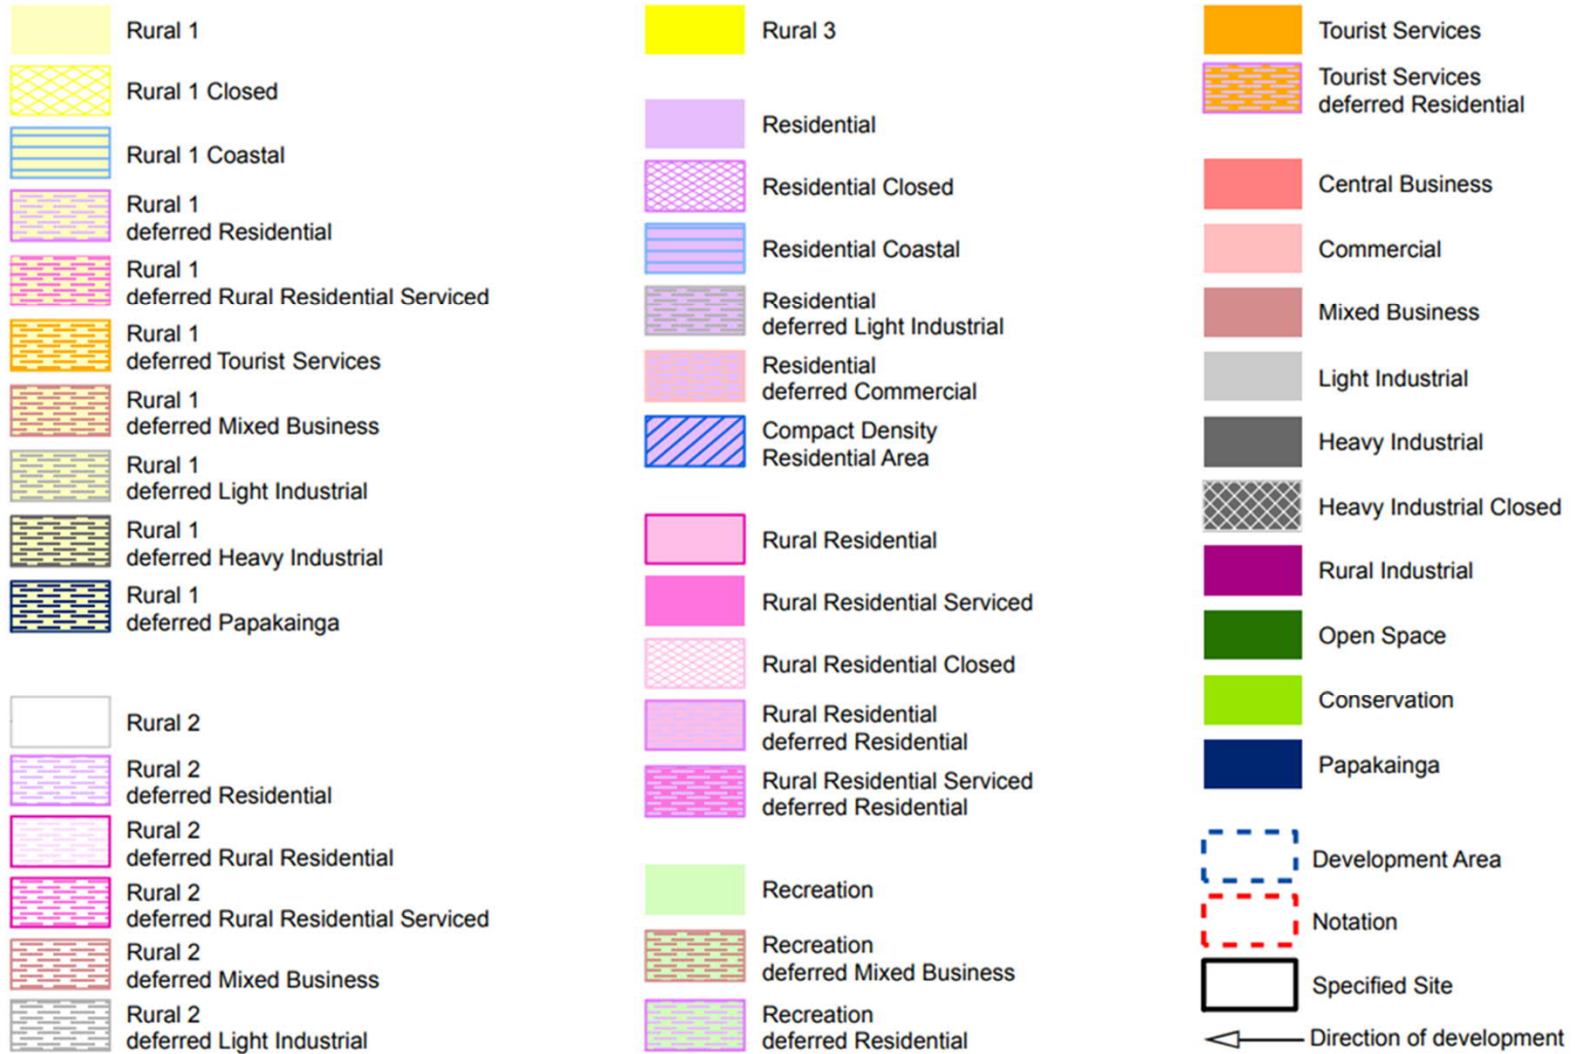 Rural 1
Rural 1 Closed
Rural 1 Coastal
Rural 1
deferred Residential
Rural 1
deferred Rural Residential Serviced
Rural 1
deferred Tourist Services
Rural 1
deferred Mixed Business
Rural 1
deferred Light Industrial
Rural 1
deferred Heavy Industrial
Rural 1
deferred Papakainga
Rural 2
Rural 2
deferred Residential
Rural 2
deferred Rural Residential
Rural 2
deferred Rural Residential Serviced
Rural 2
deferred Mixed Business
Rural 2
deferred Light Industrial
Rural 3
Residential
Residential Closed
Residential Coastal
Residential
deferred Light Industrial
Residential
deferred Commercial
Compact Density
Residential Area
Rural Residential
Rural Residential Serviced
Rural Residential Closed
Rural Residential
deferred Residential
Rural Residential Serviced
deferred Residential
Recreation
Recreation
deferred Mixed Business
Recreation
deferred Residential
Tourist Services
Tourist Services
deferred Residential
Central Business
Commercial
Mixed Business
Light Industrial
Heavy Industrial
Heavy Industrial Closed
Rural Industrial
Open Space
Conservation
Papakainga
Development Area
Notation
Specified Site
Direction of development